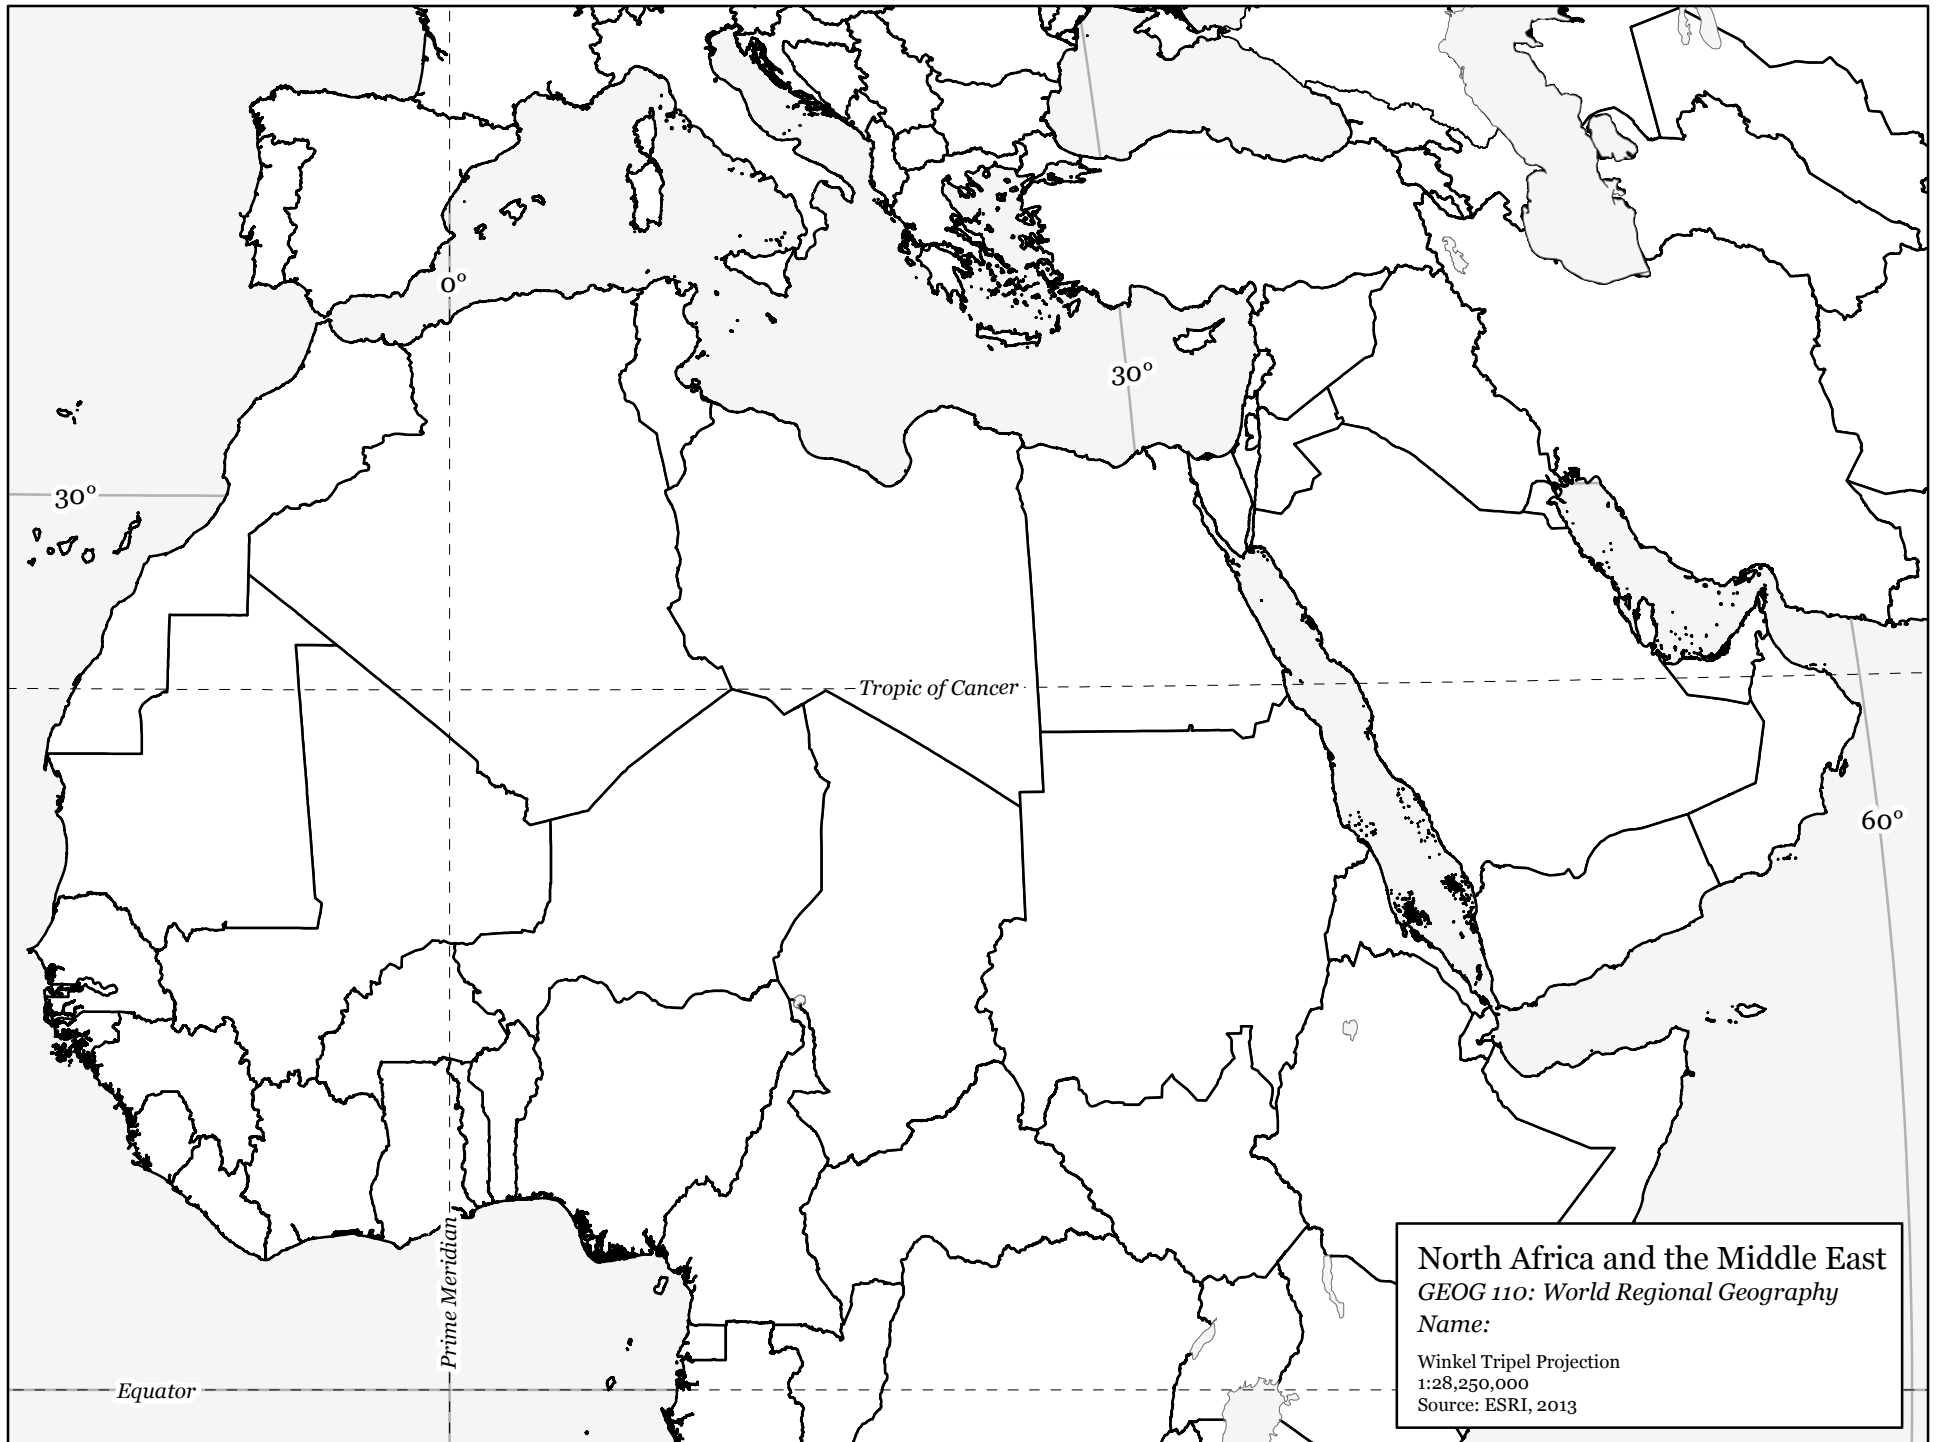 0°
30°
30°
Tropic of Cancer
60°
Prime Meridian
Equator
North Africa and the Middle East
GEOG 110: World Regional Geography
Name:
Winkel Tripel Projection
1:28,250,000
Source: ESRI, 2013